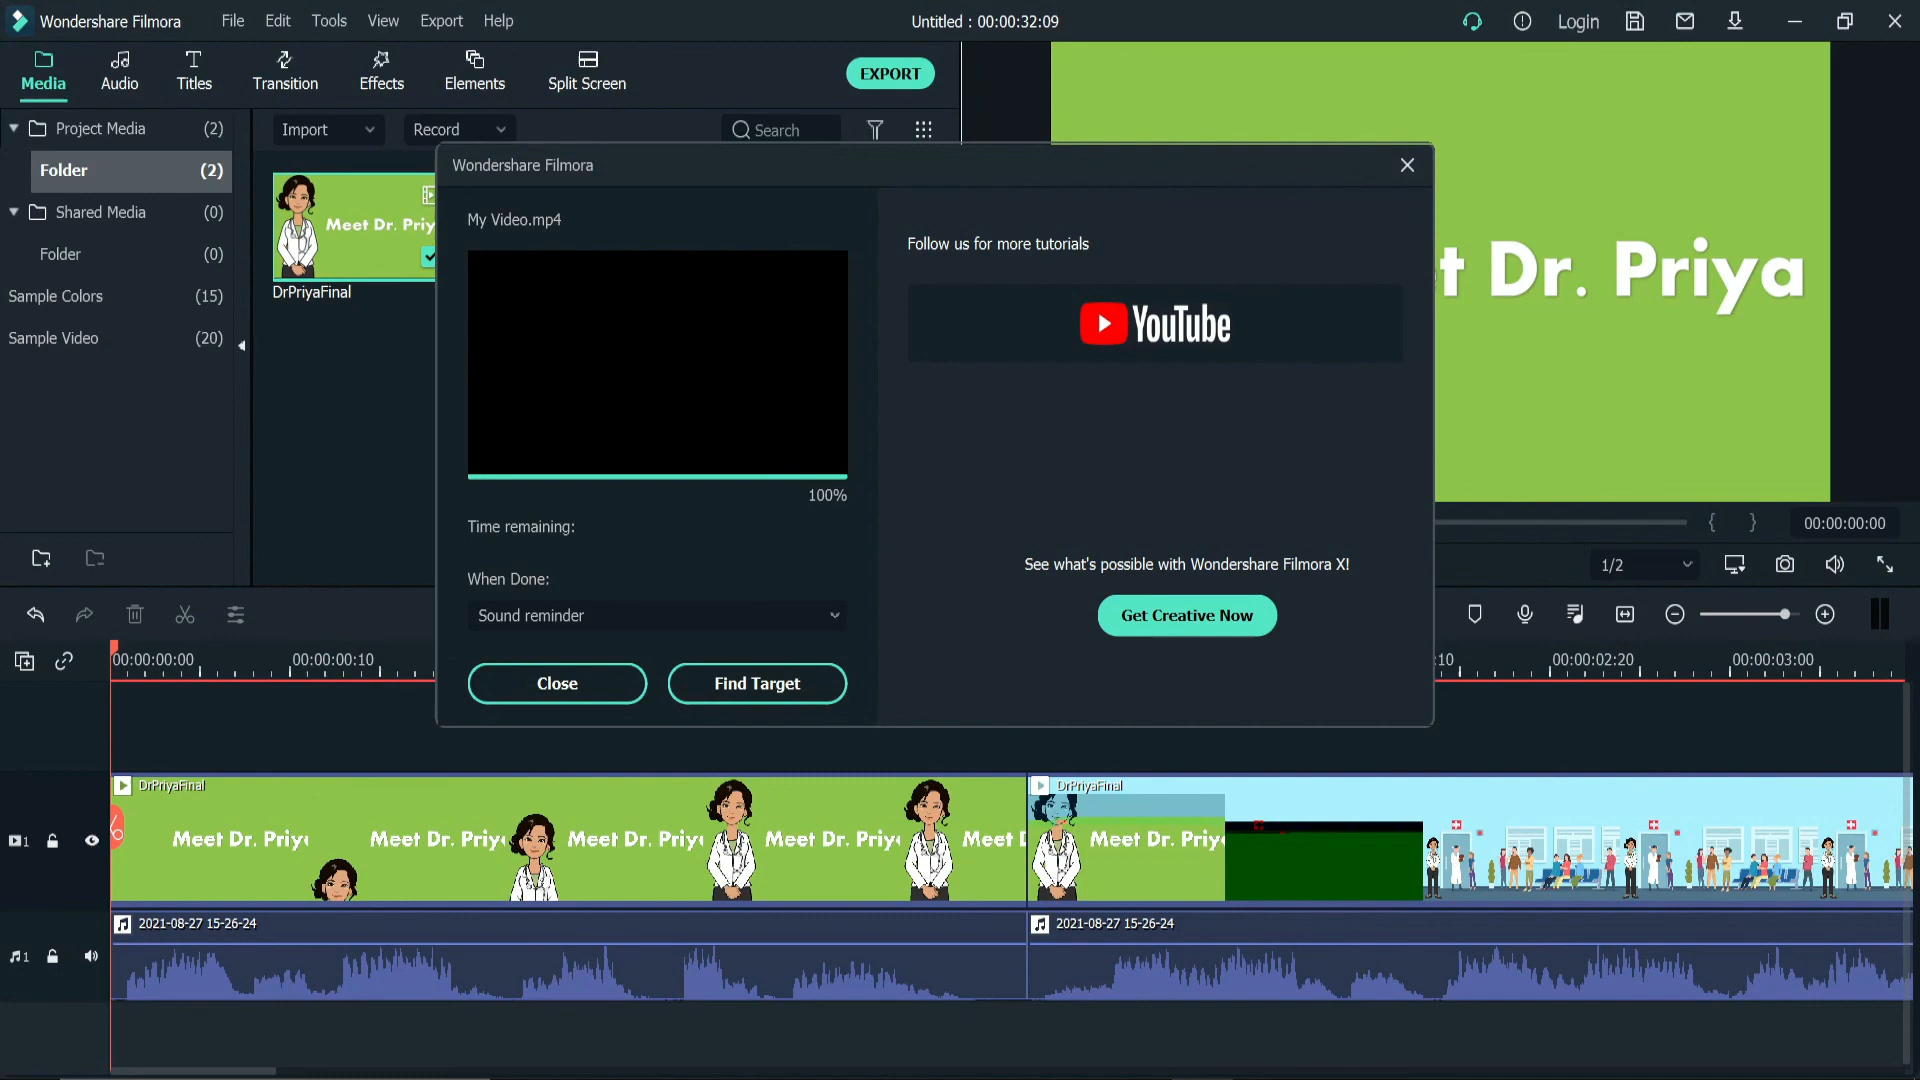 Wondershare Filmora File Edit Tools View Export Help Untitled : 00:00:32:09 Login
Media Audio Titles Transition Effects Elements Split Screen EXPORT
Project Media (2)
Folder (2)
Shared Media (0)
Folder (0)
Sample Colors (15)
Sample Video (20)
Import Record Search
Meet Dr. Priy
DrPriyaFinal
Wondershare Filmora
My Video.mp4
100%
Time remaining:
When Done:
Sound reminder
Close Find Target
Follow us for more tutorials
YouTube
See what's possible with Wondershare Filmora X!
Get Creative Now
t Dr. Priya
{ } 00:00:00:00
1/2
00:00:00:00 00:00:00:10 :10 00:00:02:20 00:00:03:00
DrPriyaFinal DrPriyaFinal
1 Meet Dr. Priy Meet Dr. Priy Meet Dr. Priy Meet Dr. Priy Meet D Meet Dr. Priy
2021-08-27 15-26-24 2021-08-27 15-26-24
1